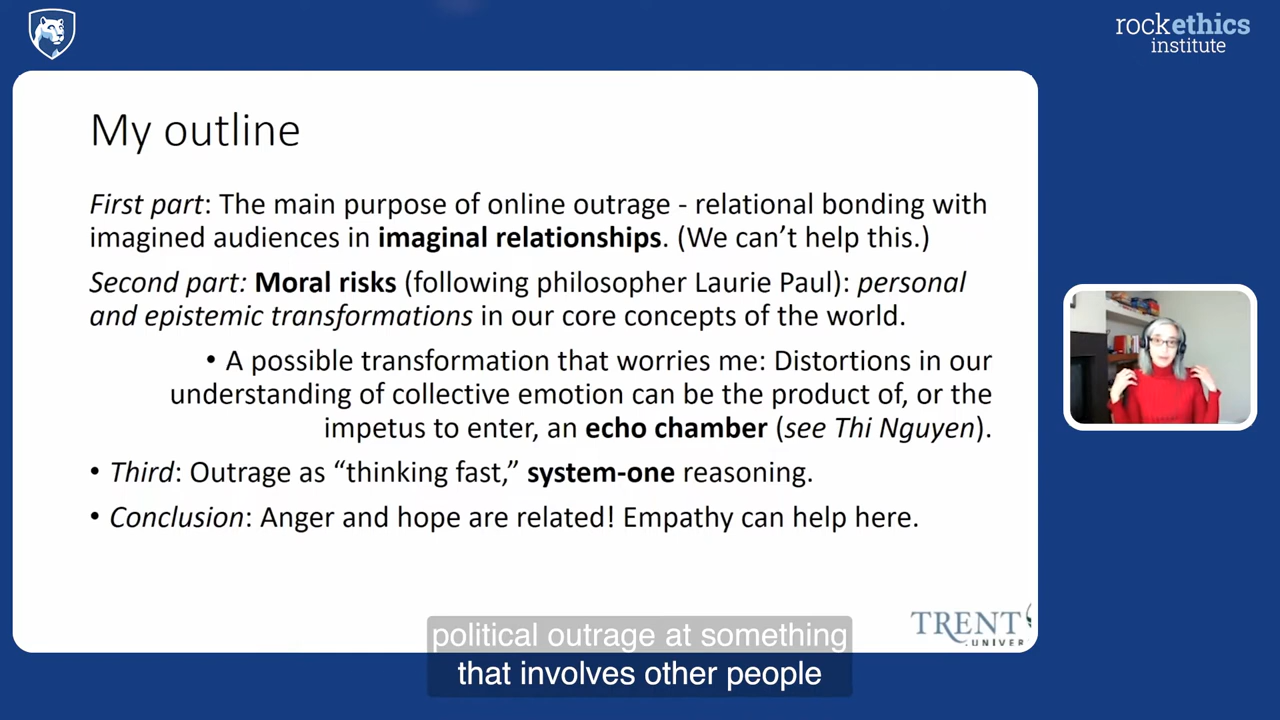 rockethics
institute
My outline
First part: The main purpose of online outrage - relational bonding with
imagined audiences in imaginal relationships. (We can’t help this.)
Second part: Moral risks (following philosopher Laurie Paul): personal
and epistemic transformations in our core concepts of the world.
• A possible transformation that worries me: Distortions in our
understanding of collective emotion can be the product of, or the
impetus to enter, an echo chamber (see Thi Nguyen).
• Third: Outrage as “thinking fast,” system-one reasoning.
• Conclusion: Anger and hope are related! Empathy can help here.
TRENT
UNIVER
political outrage at something
that involves other people